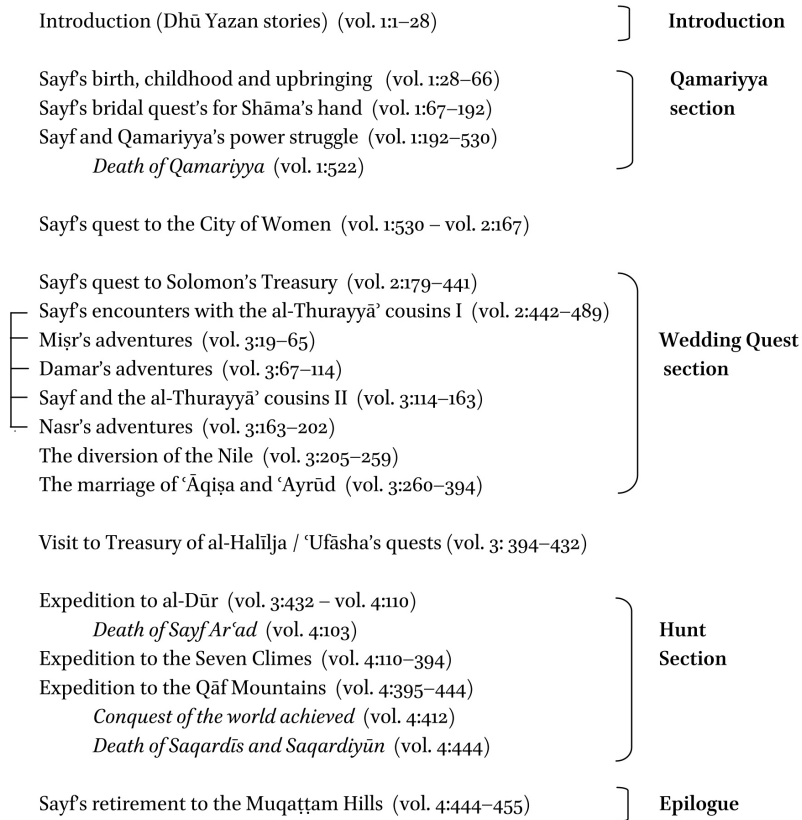 Introduction (Dhū Yazan stories) (vol. 1:1–28) Introduction
Sayf's birth, childhood and upbringing (vol. 1:28–66) Qamariyya
Sayf's bridal quest's for Shāma's hand (vol. 1:67–192) section
Sayf and Qamariyya's power struggle (vol. 1:192–530)
Death of Qamariyya (vol. 1:522)
Sayf's quest to the City of Women (vol. 1:530 – vol. 2:167)
Sayf's quest to Solomon's Treasury (vol. 2:179–441)
Sayf's encounters with the al-Thurayyāʾ cousins I (vol. 2:442–489)
Miṣr's adventures (vol. 3:19–65) Wedding Quest
Damar's adventures (vol. 3:67–114) section
Sayf and the al-Thurayyāʾ cousins II (vol. 3:114–163)
Nasr's adventures (vol. 3:163–202)
The diversion of the Nile (vol. 3:205–259)
The marriage of ʿĀqiṣa and ʿAyrūḍ (vol. 3:260–394)
Visit to Treasury of al-Halīlja / ʿUfāsha's quests (vol. 3: 394–432)
Expedition to al-Dūr (vol. 3:432 – vol. 4:110)
Death of Sayf Arʿad (vol. 4:103) Hunt
Expedition to the Seven Climes (vol. 4:110–394) Section
Expedition to the Qāf Mountains (vol. 4:395–444)
Conquest of the world achieved (vol. 4:412)
Death of Saqardīs and Saqardiyūn (vol. 4:444)
Sayf's retirement to the Muqaṭṭam Hills (vol. 4:444–455) Epilogue